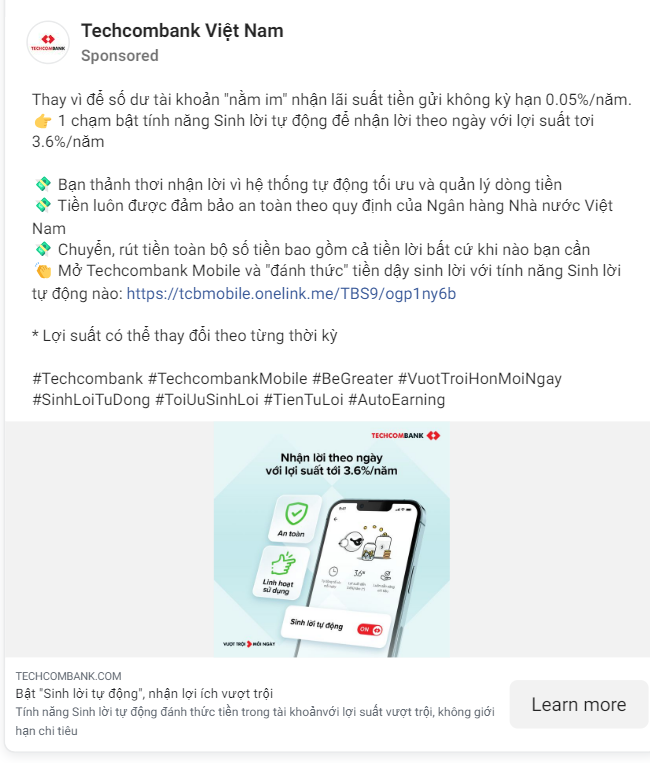 TECHCOMBANK
Techcombank Việt Nam
Sponsored
Thay vì để số dư tài khoản "nằm im" nhận lãi suất tiền gửi không kỳ hạn 0.05%/năm.
👉 1 chạm bật tính năng Sinh lời tự động để nhận lời theo ngày với lợi suất tơi
3.6%/năm
💸 Bạn thảnh thơi nhận lời vì hệ thống tự động tối ưu và quản lý dòng tiền
💸 Tiền luôn được đảm bảo an toàn theo quy định của Ngân hàng Nhà nước Việt
Nam
💸 Chuyển, rút tiền toàn bộ số tiền bao gồm cả tiền lời bất cứ khi nào bạn cần
👏 Mở Techcombank Mobile và "đánh thức" tiền dậy sinh lời với tính năng Sinh lời
tự động nào: https://tcbmobile.onelink.me/TBS9/ogp1ny6b
* Lợi suất có thể thay đổi theo từng thời kỳ
#Techcombank #TechcombankMobile #BeGreater #VuotTroiHonMoiNgay
#SinhLoiTuDong #ToiUuSinhLoi #TienTuLoi #AutoEarning
TECHCOMBANK
Nhận lời theo ngày
với lợi suất tới 3.6%/năm
An toàn
Linh hoạt
sử dụng
Sinh lời tự động ON
VƯỢT TRỘI MỖI NGÀY
TECHCOMBANK.COM
Bật "Sinh lời tự động", nhận lợi ích vượt trội
Tính năng Sinh lời tự động đánh thức tiền trong tài khoảnvới lợi suất vượt trội, không giới
hạn chi tiêu
Learn more